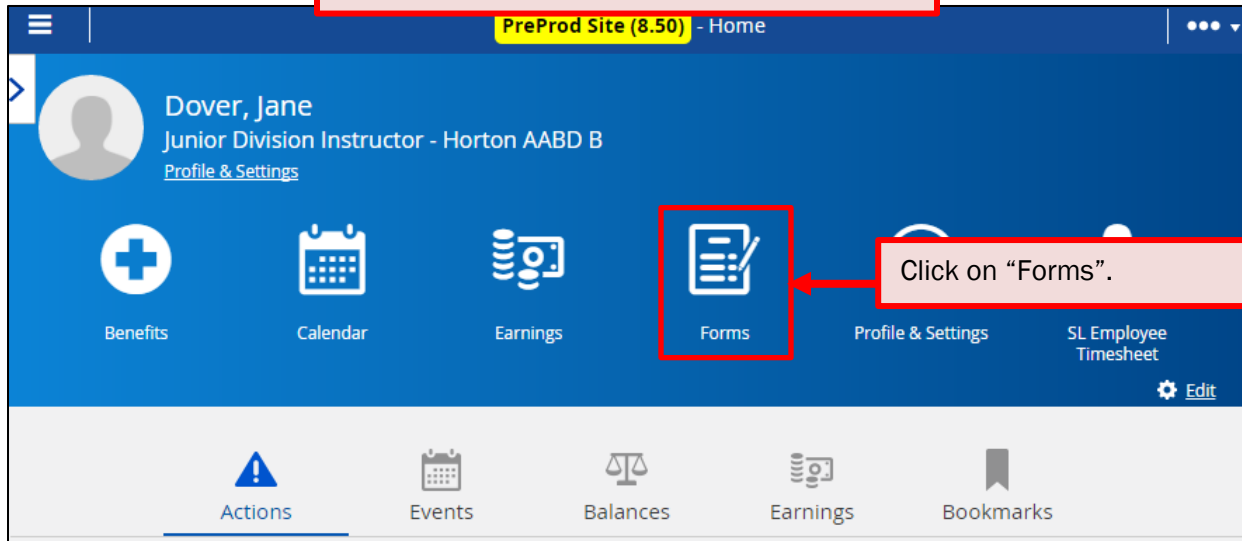 PreProd Site (8.50) - Home
Dover, Jane
Junior Division Instructor - Horton AABD B
Profile & Settings
Click on “Forms”.
Benefits
Calendar
Earnings
Forms
Profile & Settings
SL Employee
Timesheet
Edit
Actions
Events
Balances
Earnings
Bookmarks